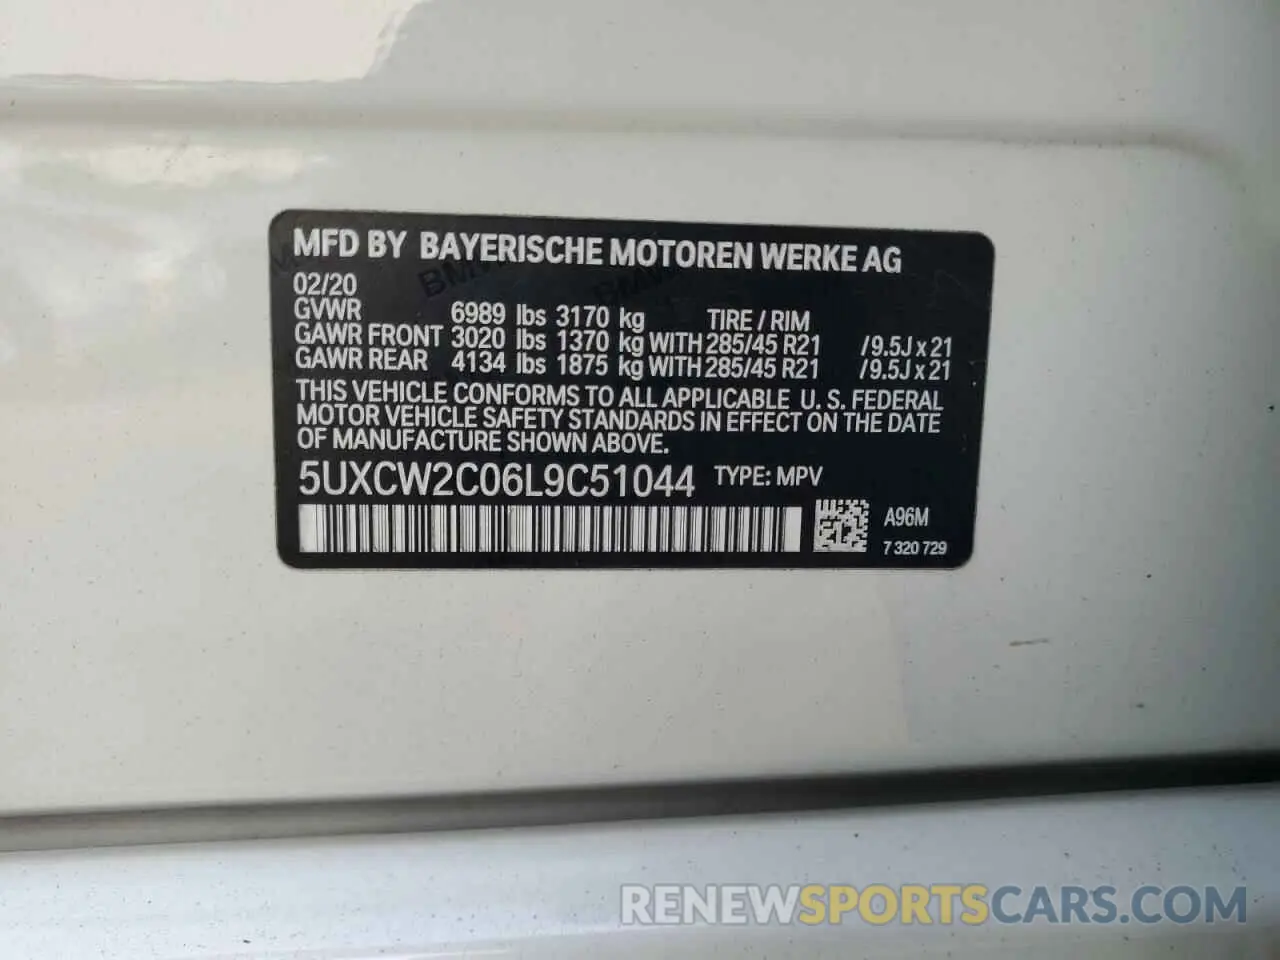 MFD BY BAYERISCHE MOTOREN WERKE AG
02/20
GVWR 6989 lbs 3170 kg TIRE / RIM
GAWR FRONT 3020 lbs 1370 kg WITH 285/45 R21 /9.5J x 21
GAWR REAR 4134 lbs 1875 kg WITH 285/45 R21 /9.5J x 21
THIS VEHICLE CONFORMS TO ALL APPLICABLE U. S. FEDERAL
MOTOR VEHICLE SAFETY STANDARDS IN EFFECT ON THE DATE
OF MANUFACTURE SHOWN ABOVE.
5UXCW2C06L9C51044 TYPE: MPV
A96M
7 320 729
RENEWSPORTSCARS.COM